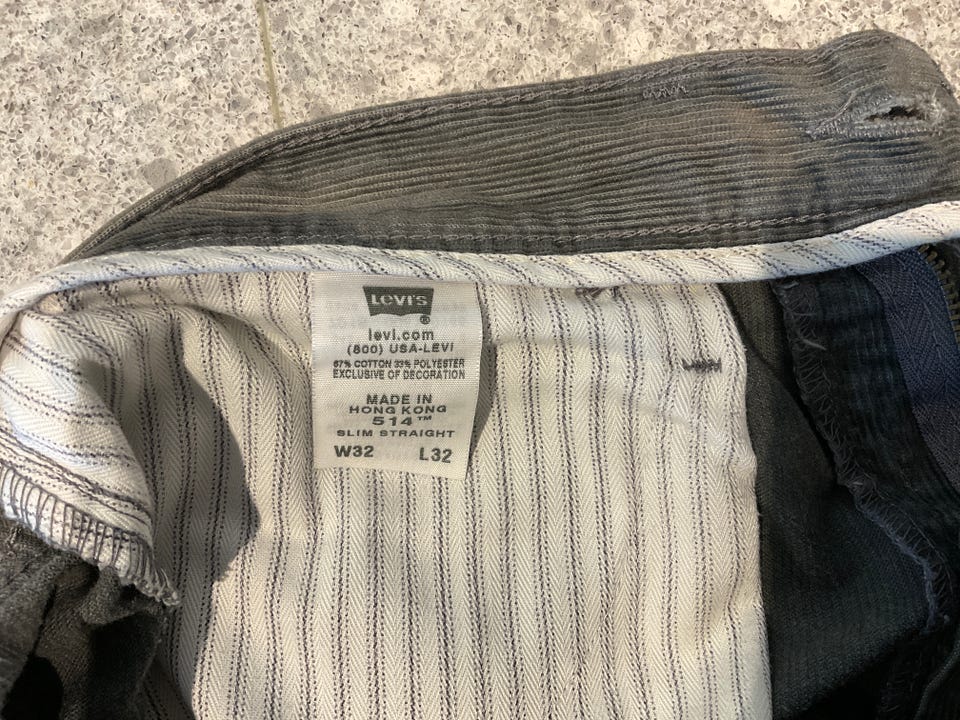 LEVI'S
®
levi.com
(800) USA-LEVI
67% COTTON 33% POLYESTER
EXCLUSIVE OF DECORATION
MADE IN
HONG KONG
514™
SLIM STRAIGHT
W32 L32